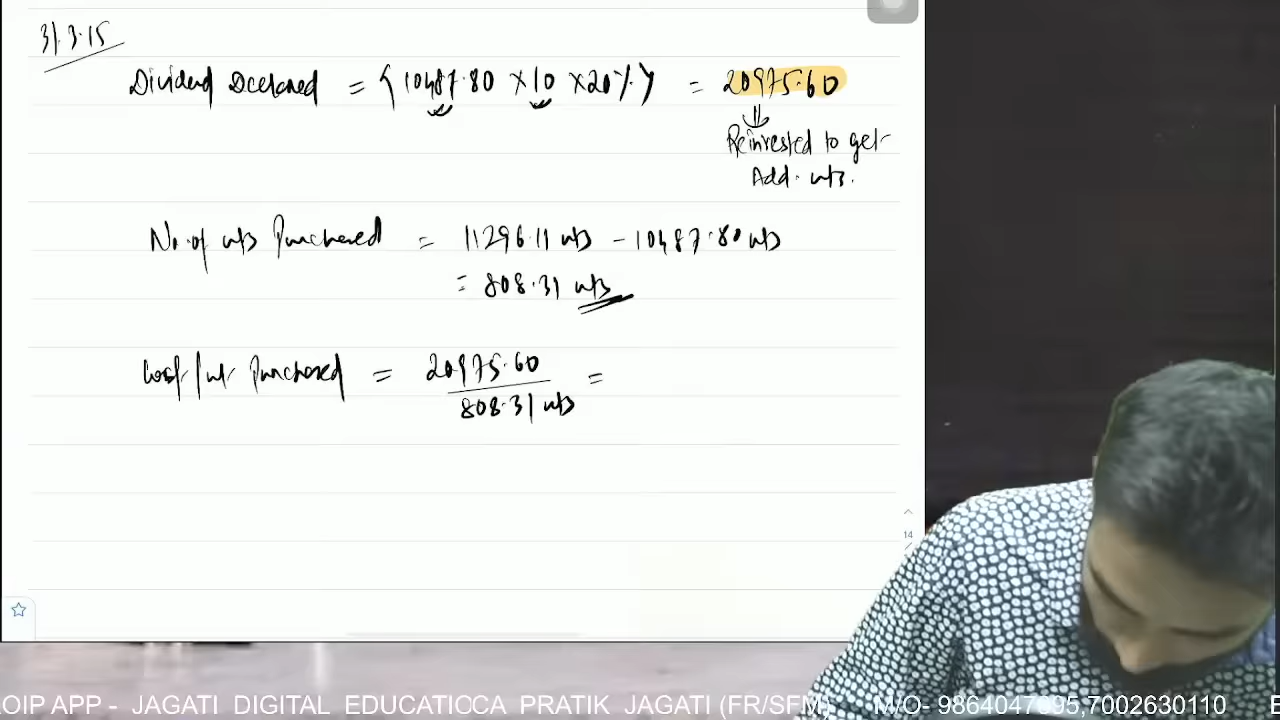 31.3.15
Dividend Declared = {10487.80 × 10 × 20%} = 20975.60
Reinvested to get
Add. uts.
No. of uts Purchased = 11296.11 uts - 10487.80 uts
= 808.31 uts
Cost/ut Purchased = 20975.60 / 808.31 uts =
14
OIP APP - JAGATI DIGITAL EDUCATIOCA PRATIK JAGATI (FR/SFM) M/O- 9864047695,7002630110 E